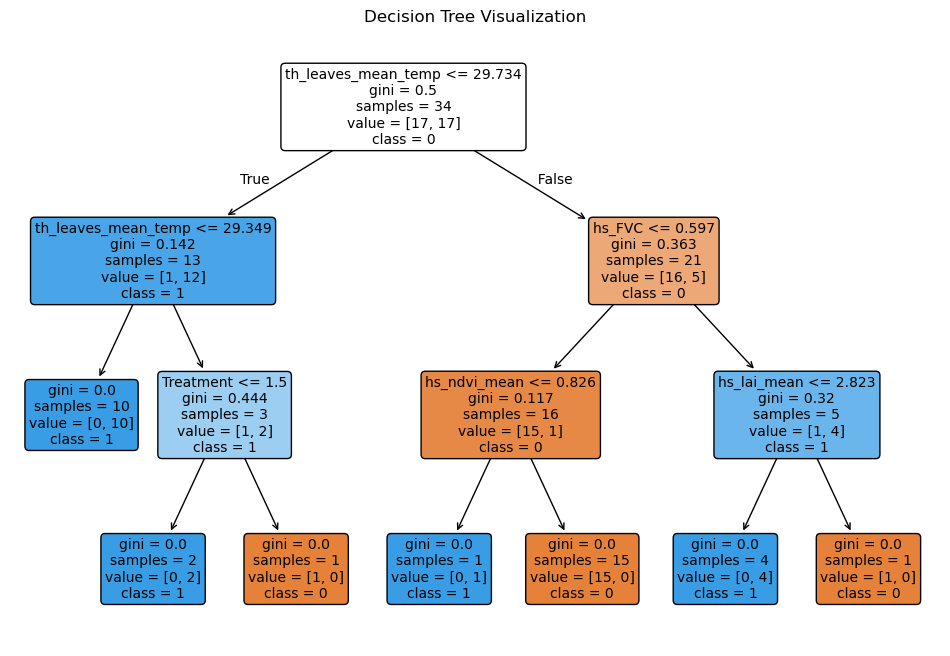 Decision Tree Visualization
th_leaves_mean_temp <= 29.734
gini = 0.5
samples = 34
value = [17, 17]
class = 0
True
False
th_leaves_mean_temp <= 29.349
gini = 0.142
samples = 13
value = [1, 12]
class = 1
hs_FVC <= 0.597
gini = 0.363
samples = 21
value = [16, 5]
class = 0
gini = 0.0
samples = 10
value = [0, 10]
class = 1
Treatment <= 1.5
gini = 0.444
samples = 3
value = [1, 2]
class = 1
hs_ndvi_mean <= 0.826
gini = 0.117
samples = 16
value = [15, 1]
class = 0
hs_lai_mean <= 2.823
gini = 0.32
samples = 5
value = [1, 4]
class = 1
gini = 0.0
samples = 2
value = [0, 2]
class = 1
gini = 0.0
samples = 1
value = [1, 0]
class = 0
gini = 0.0
samples = 1
value = [0, 1]
class = 1
gini = 0.0
samples = 15
value = [15, 0]
class = 0
gini = 0.0
samples = 4
value = [0, 4]
class = 1
gini = 0.0
samples = 1
value = [1, 0]
class = 0